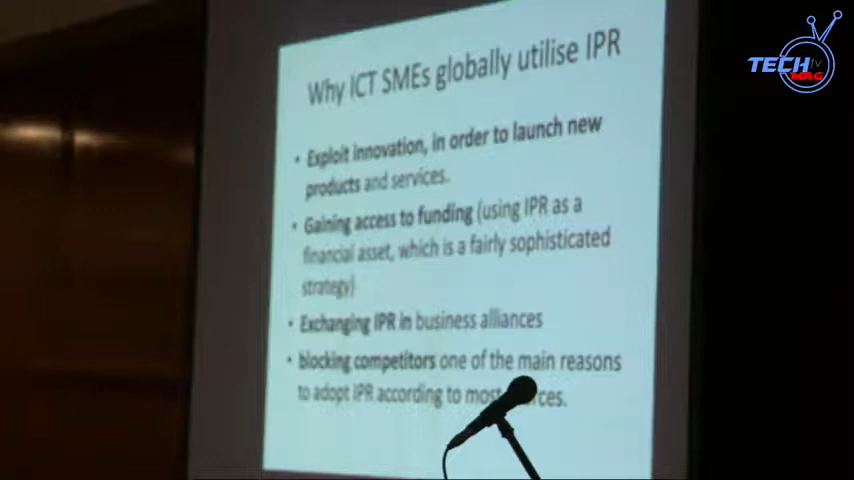 TECH tv
MAG
Why ICT SMEs globally utilise IPR
• Exploit innovation, in order to launch new
products and services.
• Gaining access to funding (using IPR as a
financial asset, which is a fairly sophisticated
strategy)
• Exchanging IPR in business alliances
• blocking competitors one of the main reasons
to adopt IPR according to most